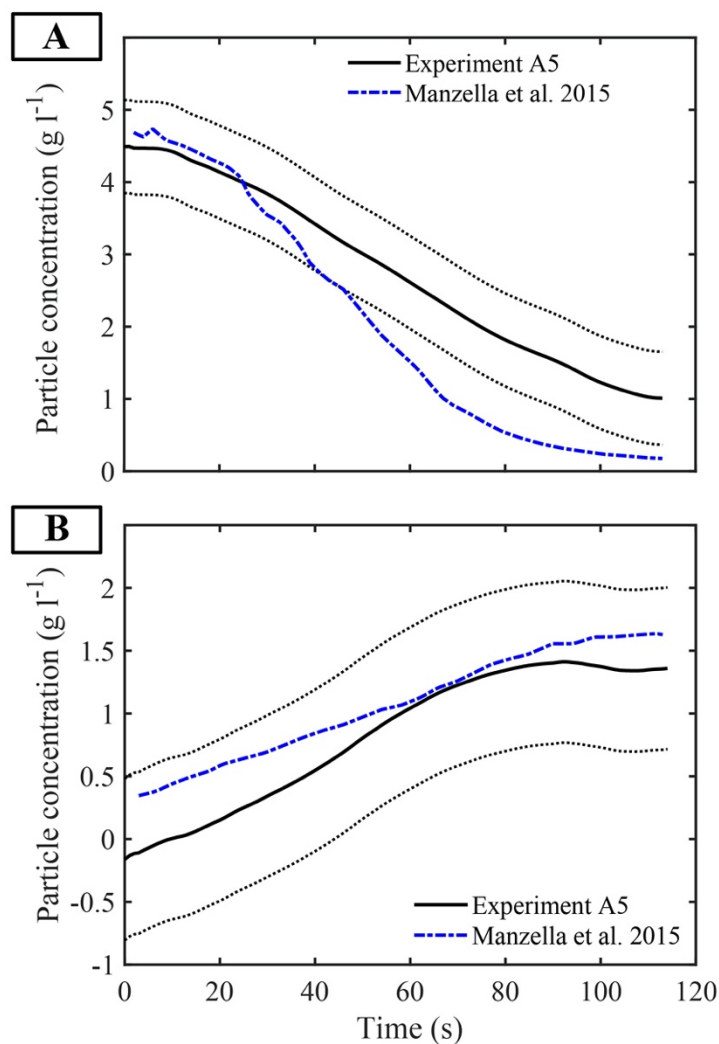 A
Experiment A5
Manzella et al. 2015
Particle concentration (g l⁻¹)
5
4
3
2
1
0
B
Particle concentration (g l⁻¹)
2
1.5
1
0.5
0
-0.5
-1
Experiment A5
Manzella et al. 2015
0 20 40 60 80 100 120
Time (s)